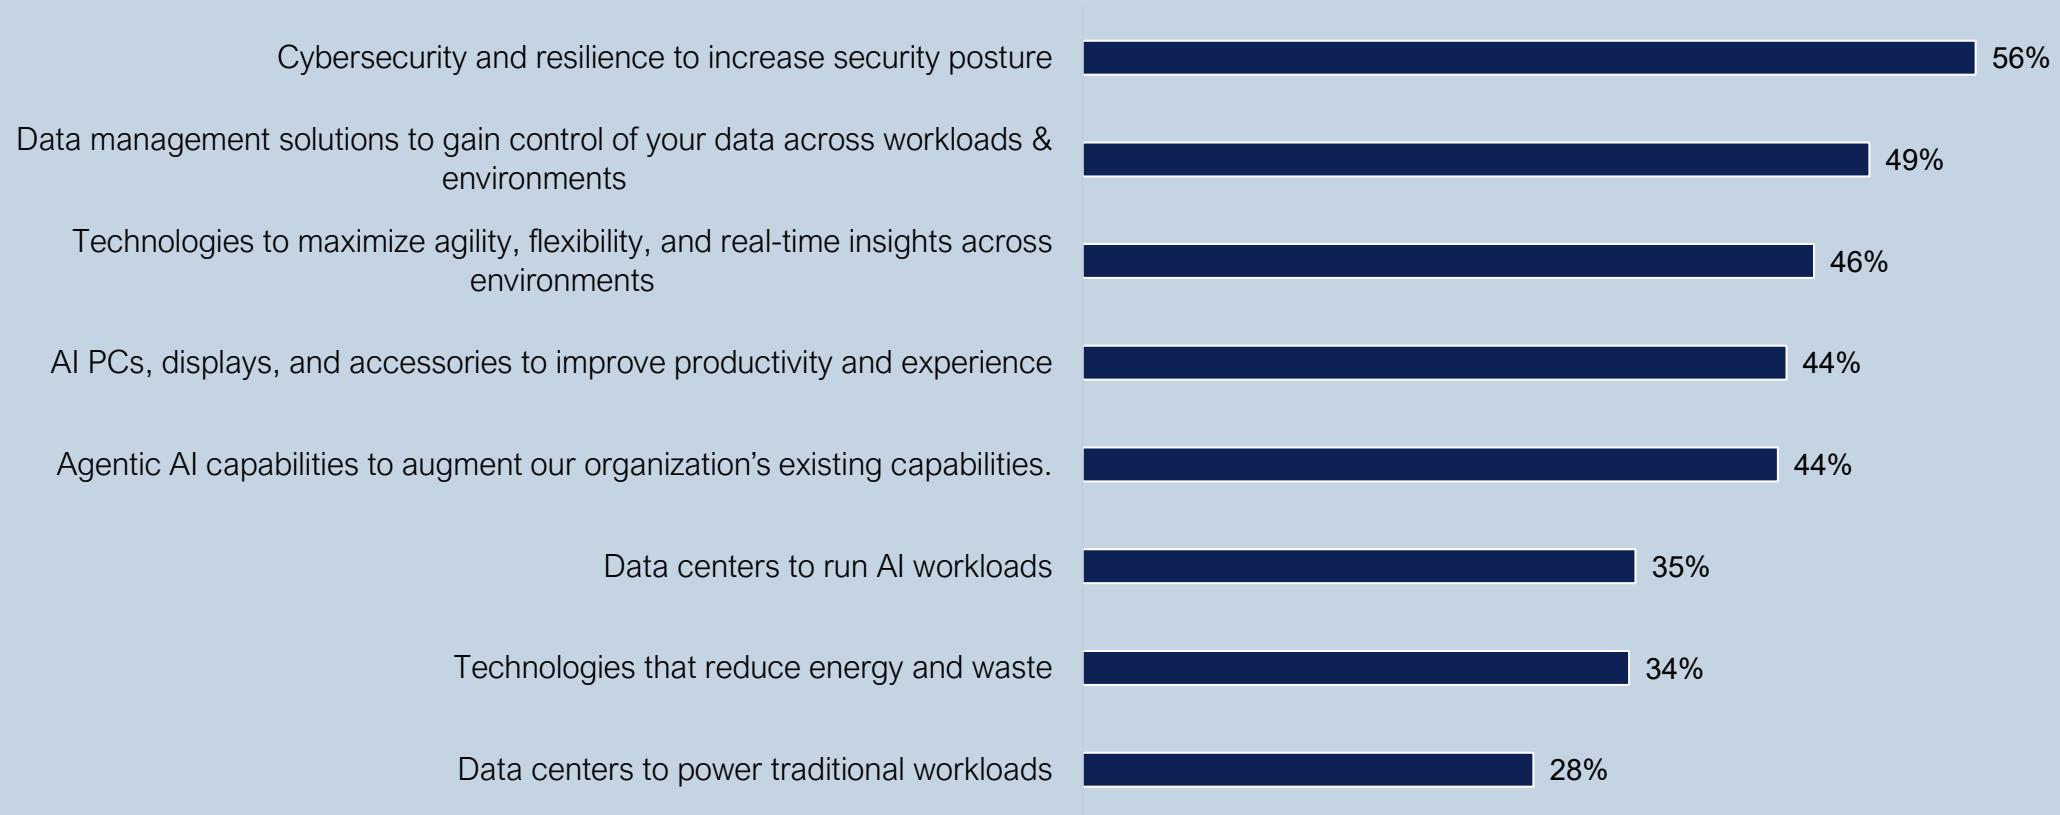 Cybersecurity and resilience to increase security posture
56%
Data management solutions to gain control of your data across workloads &
environments
49%
Technologies to maximize agility, flexibility, and real-time insights across
environments
46%
AI PCs, displays, and accessories to improve productivity and experience
44%
Agentic AI capabilities to augment our organization’s existing capabilities.
44%
Data centers to run AI workloads
35%
Technologies that reduce energy and waste
34%
Data centers to power traditional workloads
28%